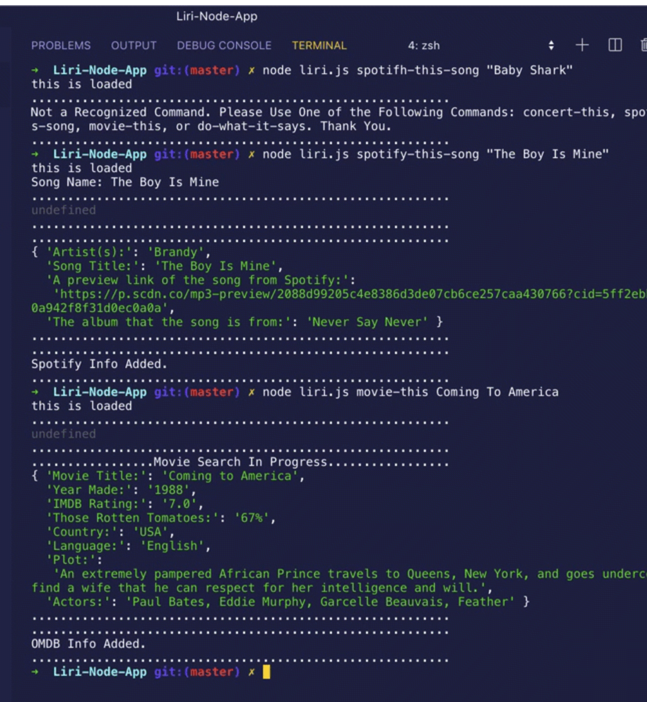 Liri-Node-App
PROBLEMS OUTPUT DEBUG CONSOLE TERMINAL 4: zsh
→ Liri-Node-App git:(master) ✗ node liri.js spotifh-this-song "Baby Shark"
this is loaded
................................................................
Not a Recognized Command. Please Use One of the Following Commands: concert-this, spo
s-song, movie-this, or do-what-it-says. Thank You.
................................................................
→ Liri-Node-App git:(master) ✗ node liri.js spotify-this-song "The Boy Is Mine"
this is loaded
Song Name: The Boy Is Mine
................................................................
undefined
................................................................
................................................................
{ 'Artist(s):': 'Brandy',
'Song Title:': 'The Boy Is Mine',
'A preview link of the song from Spotify:':
'https://p.scdn.co/mp3-preview/2088d99205c4e8386d3de07cb6ce257caa430766?cid=5ff2eb
0a942f8f31d0ec0a0a',
'The album that the song is from:': 'Never Say Never' }
................................................................
................................................................
Spotify Info Added.
................................................................
→ Liri-Node-App git:(master) ✗ node liri.js movie-this Coming To America
this is loaded
................................................................
undefined
................................................................
..................Movie Search In Progress..................
{ 'Movie Title:': 'Coming to America',
'Year Made:': '1988',
'IMDB Rating:': '7.0',
'Those Rotten Tomatoes:': '67%',
'Country:': 'USA',
'Language:': 'English',
'Plot:':
'An extremely pampered African Prince travels to Queens, New York, and goes underc
find a wife that he can respect for her intelligence and will.',
'Actors:': 'Paul Bates, Eddie Murphy, Garcelle Beauvais, Feather' }
................................................................
................................................................
OMDB Info Added.
................................................................
→ Liri-Node-App git:(master) ✗